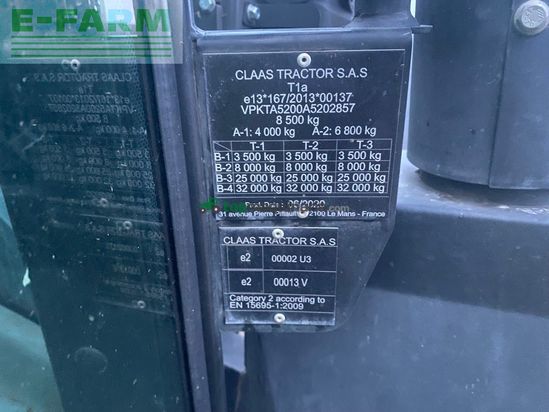 E-FARM
CLAAS TRACTOR S.A.S
T1a
e13*167/2013*00137
VPKTA5200A5202857
8 500 kg
A-1: 4 000 kg A-2: 6 800 kg
T-1 T-2 T-3
B-1 3 500 kg 3 500 kg 3 500 kg
B-2 8 000 kg 8 000 kg 8 000 kg
B-3 25 000 kg 25 000 kg 25 000 kg
B-4 32 000 kg 32 000 kg 32 000 kg
06/2020
31 avenue Pierre 72100 Le Mans - France
CLAAS TRACTOR S.A.S
e2 00002 U3
e2 00013 V
Category 2 according to
EN 15695-1:2009